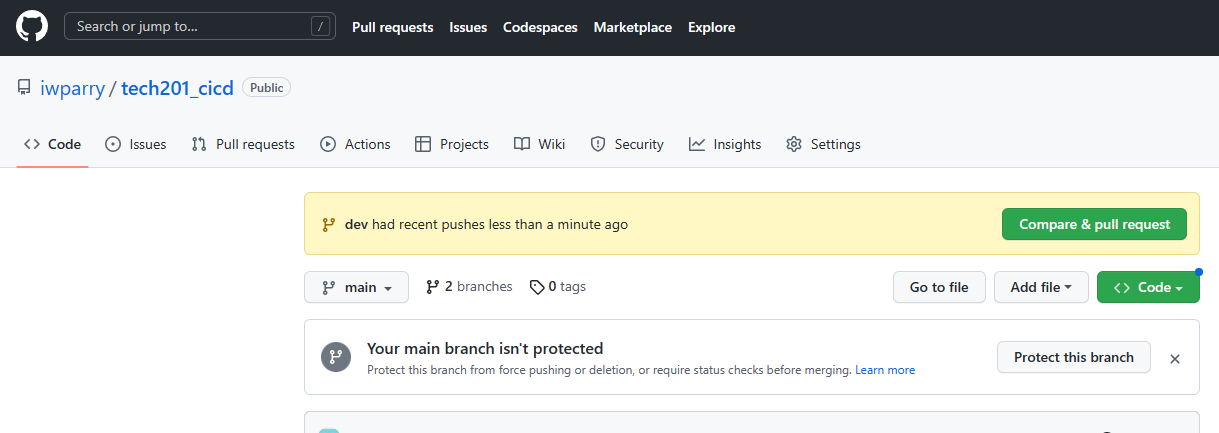 Search or jump to... / Pull requests Issues Codespaces Marketplace Explore
iwparry / tech201_cicd Public
Code Issues Pull requests Actions Projects Wiki Security Insights Settings
dev had recent pushes less than a minute ago Compare & pull request
main 2 branches 0 tags Go to file Add file <> Code
Your main branch isn't protected
Protect this branch from force pushing or deletion, or require status checks before merging. Learn more
Protect this branch